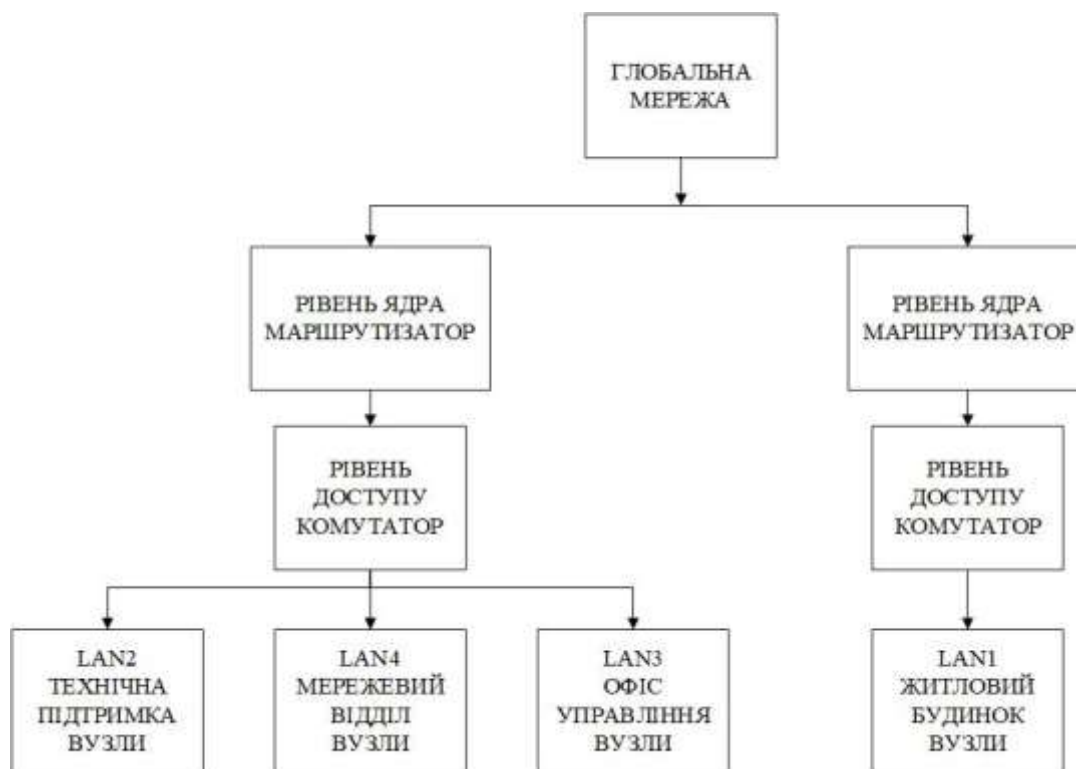 ГЛОБАЛЬНА
МЕРЕЖА
РІВЕНЬ ЯДРА
МАРШРУТИЗАТОР
РІВЕНЬ ЯДРА
МАРШРУТИЗАТОР
РІВЕНЬ
ДОСТУПУ
КОМУТАТОР
РІВЕНЬ
ДОСТУПУ
КОМУТАТОР
LAN2
ТЕХНІЧНА
ПІДТРИМКА
ВУЗЛИ
LAN4
МЕРЕЖЕВИЙ
ВІДДІЛ
ВУЗЛИ
LAN3
ОФІС
УПРАВЛІННЯ
ВУЗЛИ
LAN1
ЖИТЛОВИЙ
БУДИНОК
ВУЗЛИ